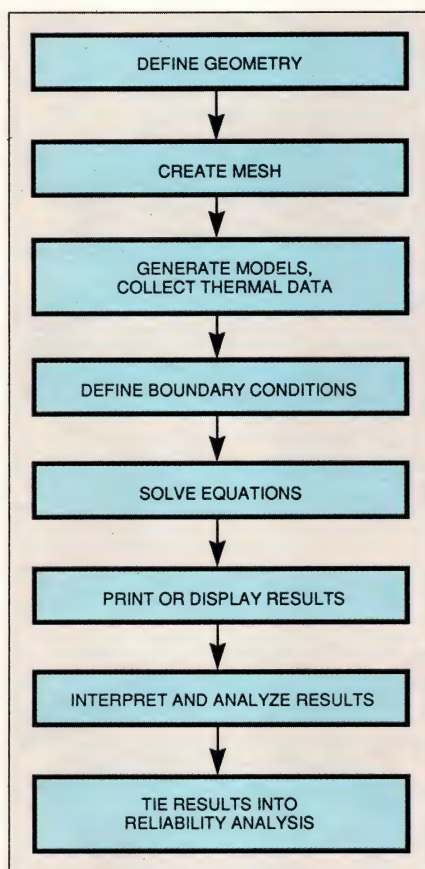 DEFINE GEOMETRY
CREATE MESH
GENERATE MODELS,
COLLECT THERMAL DATA
DEFINE BOUNDARY CONDITIONS
SOLVE EQUATIONS
PRINT OR DISPLAY RESULTS
INTERPRET AND ANALYZE RESULTS
TIE RESULTS INTO
RELIABILITY ANALYSIS